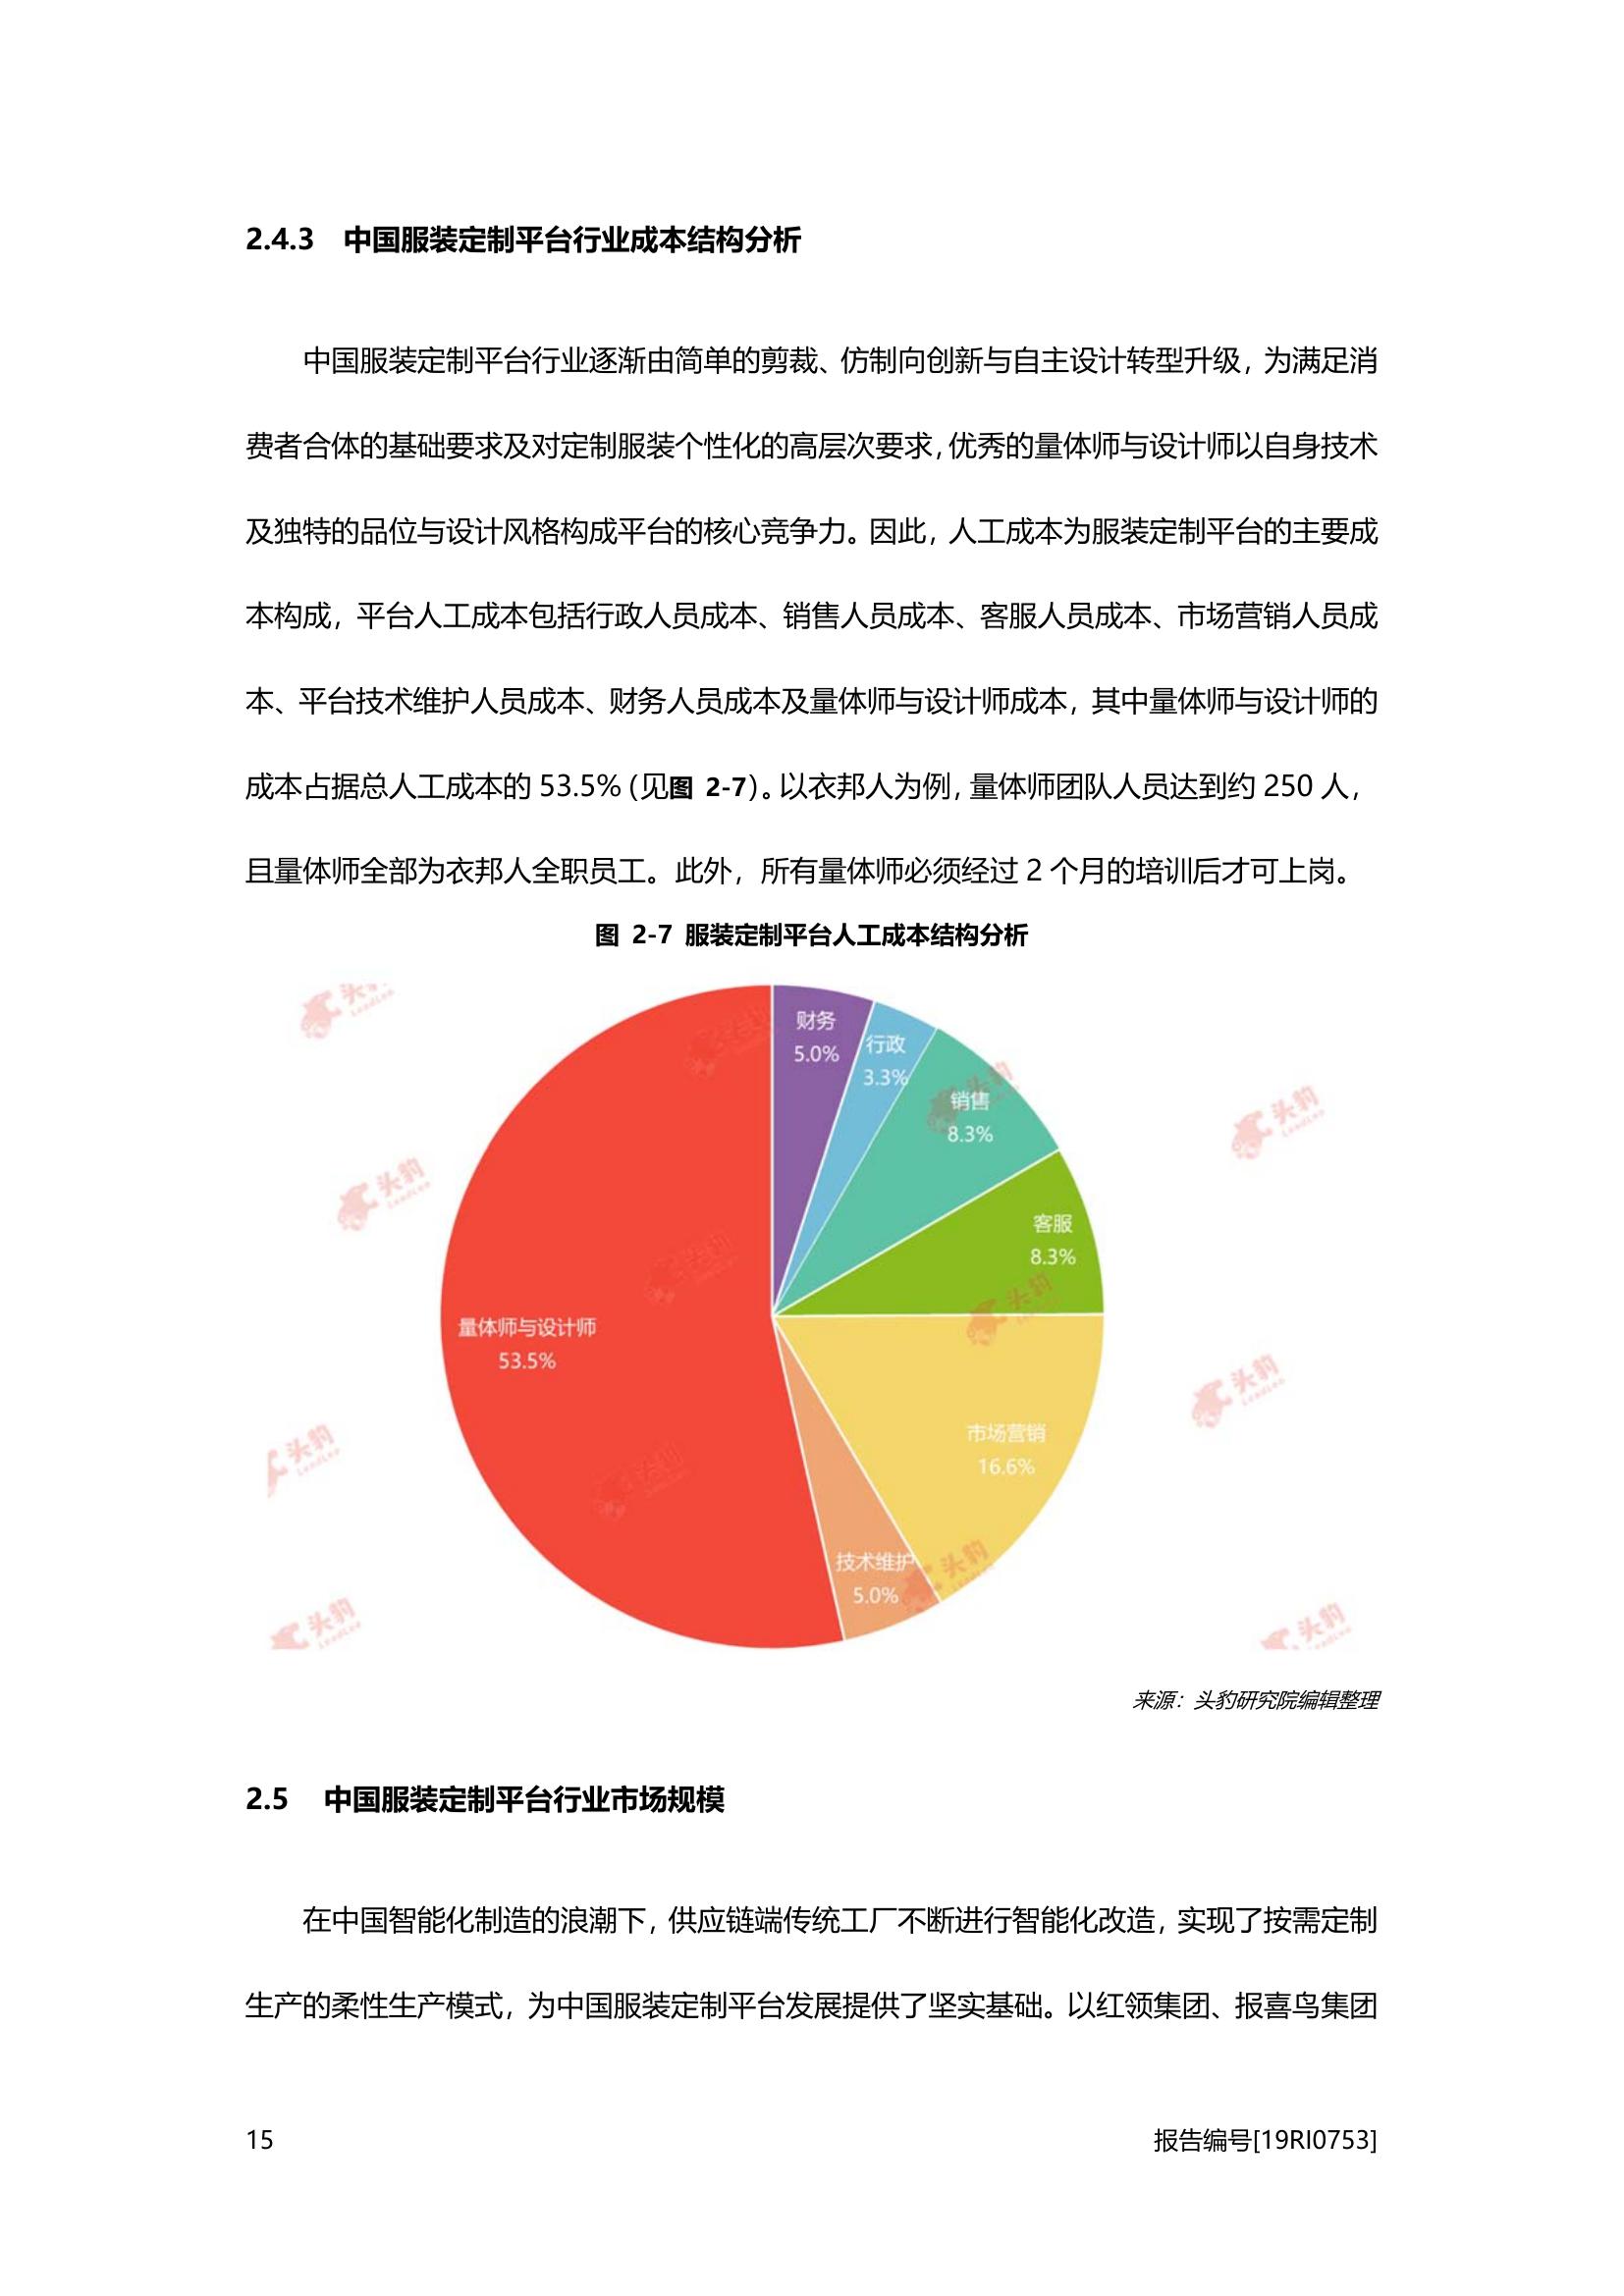 2.4.3 中国服装定制平台行业成本结构分析
中国服装定制平台行业逐渐由简单的剪裁、仿制向创新与自主设计转型升级，为满足消
费者合体的基础要求及对定制服装个性化的高层次要求，优秀的量体师与设计师以自身技术
及独特的品位与设计风格构成平台的核心竞争力。因此，人工成本为服装定制平台的主要成
本构成，平台人工成本包括行政人员成本、销售人员成本、客服人员成本、市场营销人员成
本、平台技术维护人员成本、财务人员成本及量体师与设计师成本，其中量体师与设计师的
成本占据总人工成本的 53.5%（见图 2-7）。以衣邦人为例，量体师团队人员达到约 250 人，
且量体师全部为衣邦人全职员工。此外，所有量体师必须经过 2 个月的培训后才可上岗。
图 2-7 服装定制平台人工成本结构分析
财务
5.0%
行政
3.3%
销售
8.3%
客服
8.3%
量体师与设计师
53.5%
市场营销
16.6%
技术维护
5.0%
头豹
LeadLeo
来源：头豹研究院编辑整理
2.5 中国服装定制平台行业市场规模
在中国智能化制造的浪潮下，供应链端传统工厂不断进行智能化改造，实现了按需定制
生产的柔性生产模式，为中国服装定制平台发展提供了坚实基础。以红领集团、报喜鸟集团
15
报告编号[19RI0753]